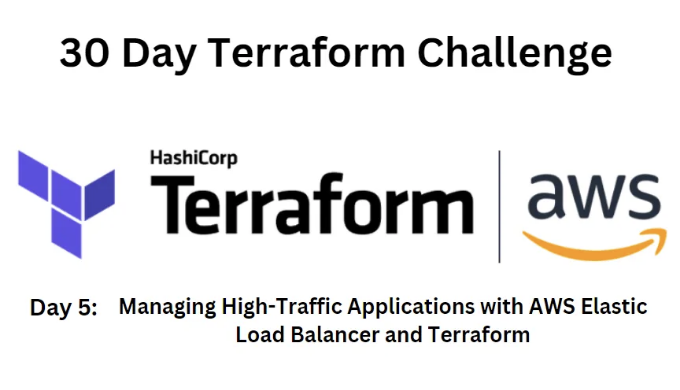 30 Day Terraform Challenge
HashiCorp
Terraform
aws
Day 5: Managing High-Traffic Applications with AWS Elastic
Load Balancer and Terraform